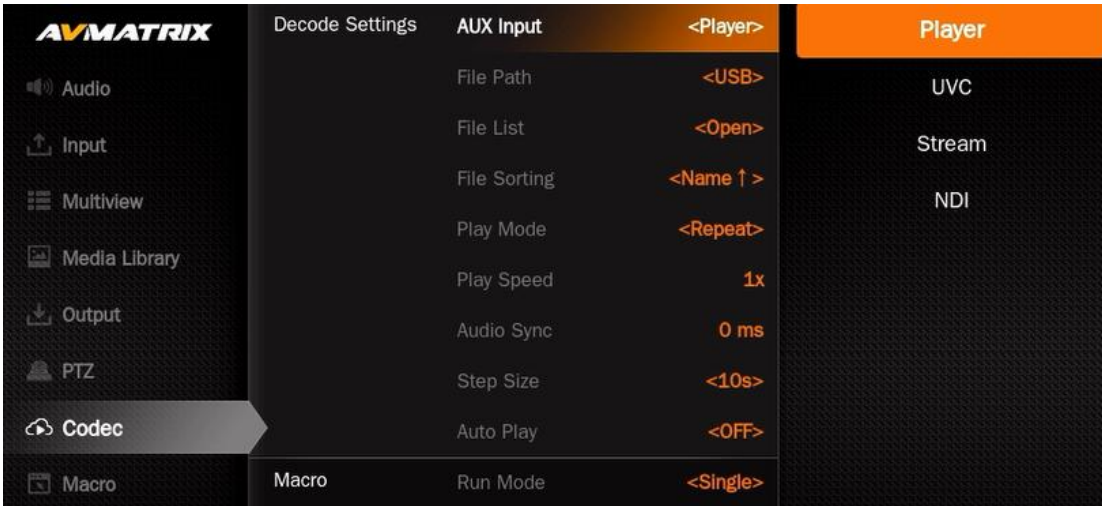 AVMATRIX
Decode Settings AUX Input <Player> Player
Audio File Path <USB> UVC
Input File List <Open> Stream
File Sorting <Name ↑ >
Multiview Play Mode <Repeat> NDI
Media Library Play Speed 1x
Output Audio Sync 0 ms
PTZ Step Size <10s>
Codec Auto Play <OFF>
Macro Macro Run Mode <Single>